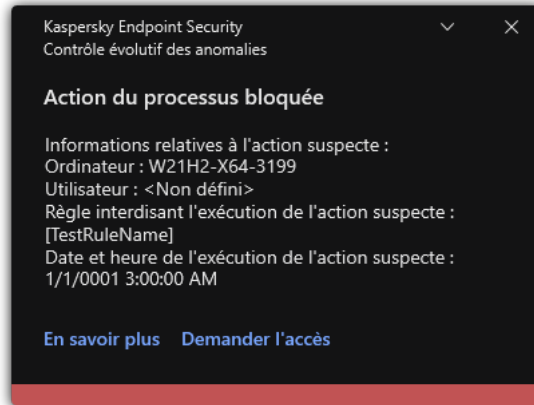 Kaspersky Endpoint Security
Contrôle évolutif des anomalies
Action du processus bloquée
Informations relatives à l'action suspecte :
Ordinateur : W21H2-X64-3199
Utilisateur : <Non défini>
Règle interdisant l'exécution de l'action suspecte :
[TestRuleName]
Date et heure de l'exécution de l'action suspecte :
1/1/0001 3:00:00 AM
En savoir plus Demander l'accès